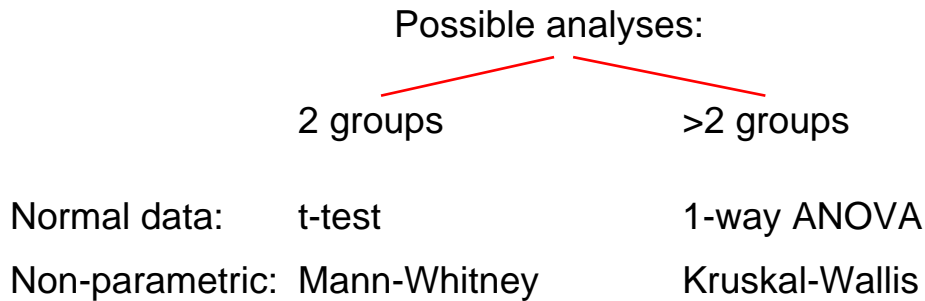 Possible analyses:
2 groups >2 groups
Normal data: t-test 1-way ANOVA
Non-parametric: Mann-Whitney Kruskal-Wallis